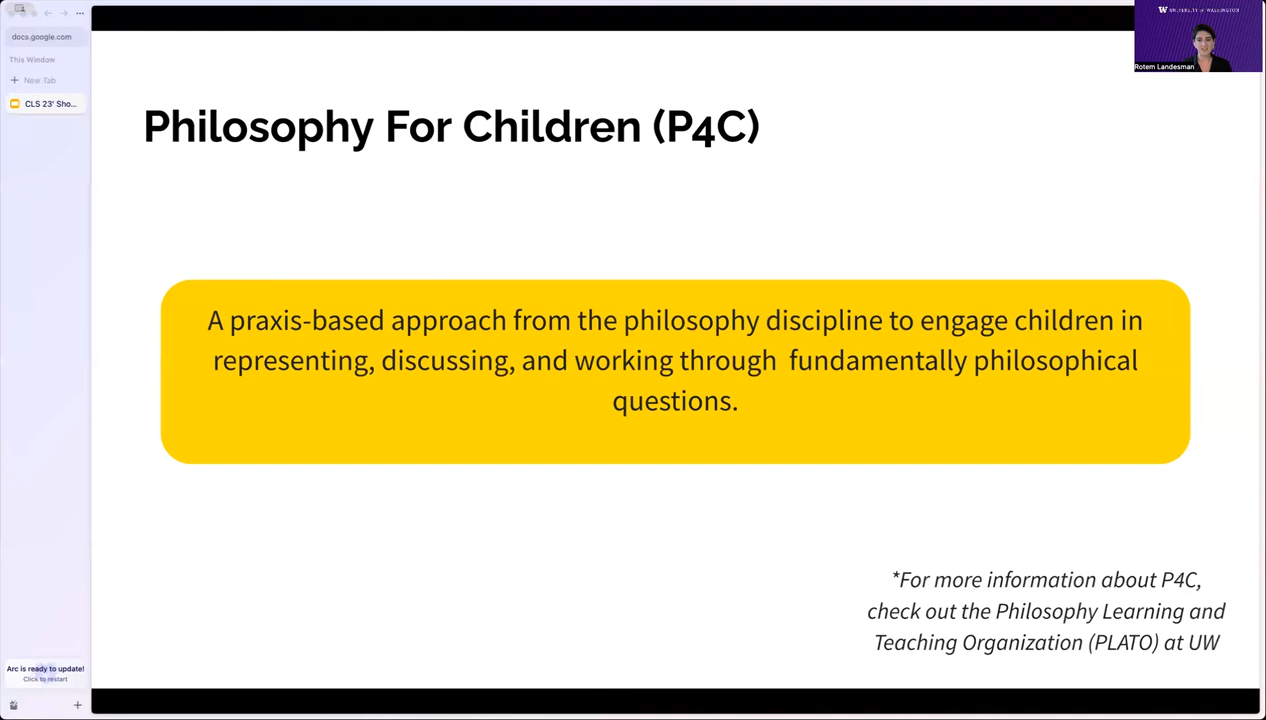 docs.google.com
This Window
New Tab
CLS 23' Sho...
Arc is ready to update!
Click to restart
W UNIVERSITY of WASHINGTON
Rotem Landesman
Philosophy For Children (P4C)
A praxis-based approach from the philosophy discipline to engage children in
representing, discussing, and working through fundamentally philosophical
questions.
*For more information about P4C,
check out the Philosophy Learning and
Teaching Organization (PLATO) at UW